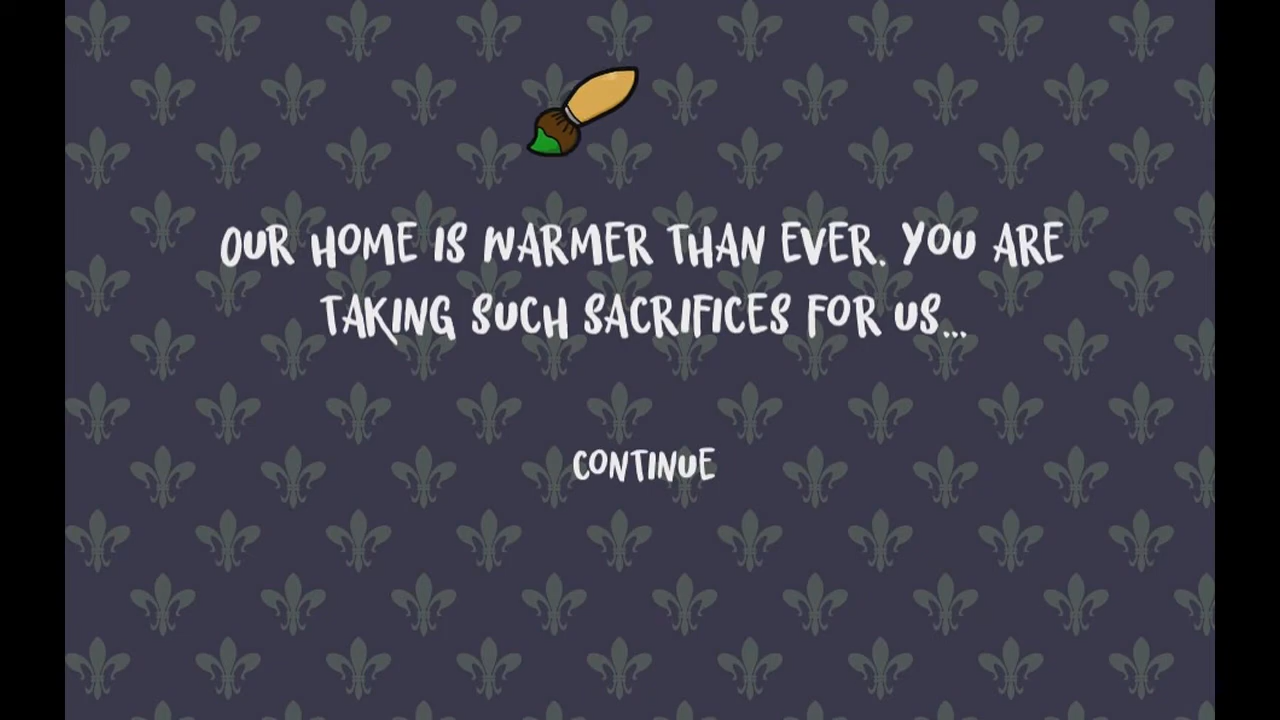 OUR HOME IS WARMER THAN EVER. YOU ARE
TAKING SUCH SACRIFICES FOR US...
CONTINUE